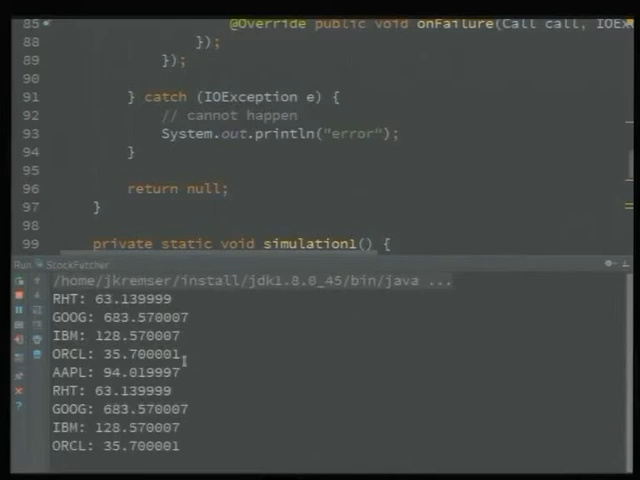 85
@Override public void onFailure(Call call, IOEx
88 });
89 });
90
91 } catch (IOException e) {
92 // cannot happen
93 System.out.println("error");
94 }
95
96 return null;
97 }
98
99 private static void simulation1() {
Run StockFetcher
/home/jkremser/install/jdk1.8.0_45/bin/java ...
RHT: 63.139999
GOOG: 683.570007
IBM: 128.570007
ORCL: 35.700001
AAPL: 94.019997
RHT: 63.139999
GOOG: 683.570007
IBM: 128.570007
ORCL: 35.700001